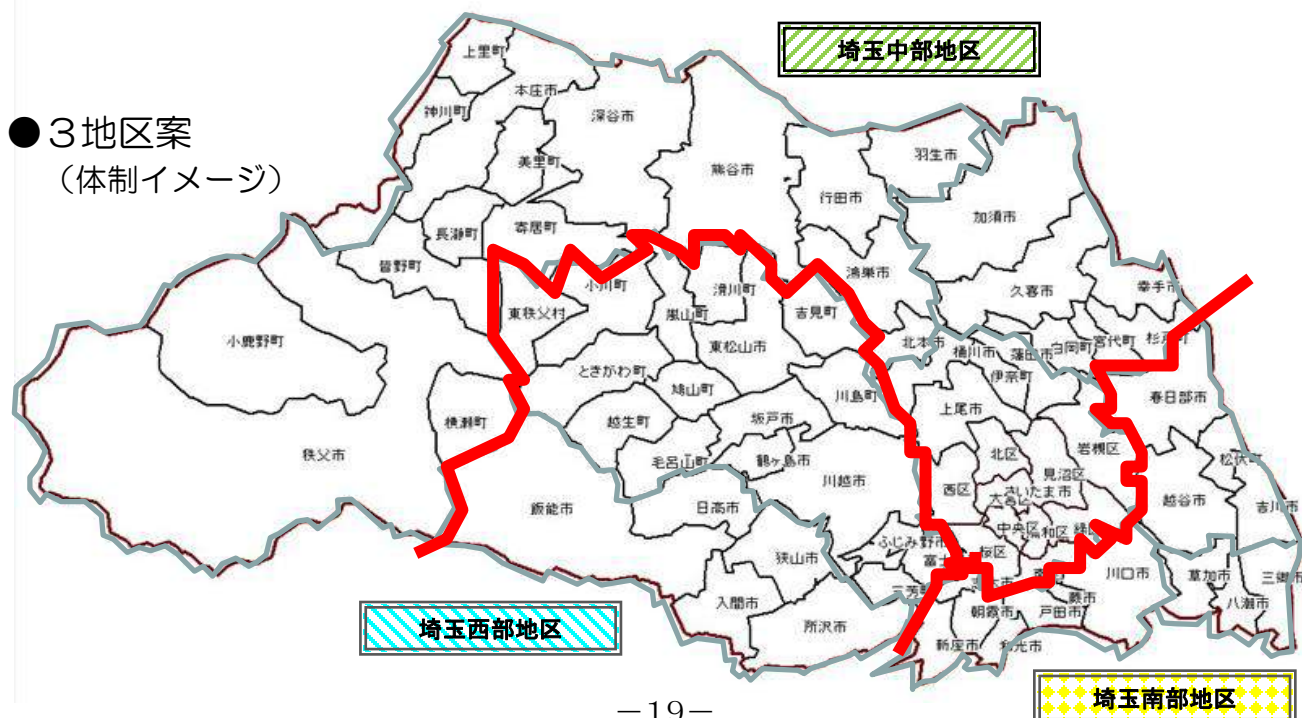 埼玉中部地区
●３地区案
（体制イメージ）
上里町
本庄市
神川町
深谷市
美里町
熊谷市
羽生市
行田市
加須市
長瀞町
寄居町
皆野町
鴻巣市
久喜市
幸手市
小川町
滑川町
東秩父村
嵐山町
吉見町
小鹿野町
東松山市
北本市
桶川市
蓮田市
白岡町
宮代町
杉戸町
ときがわ町
伊奈町
鳩山町
川島町
春日部市
横瀬町
越生町
坂戸市
上尾市
秩父市
毛呂山町
鶴ヶ島市
北区
岩槻区
松伏町
見沼区
川越市
西区
さいたま市
越谷市
吉川市
飯能市
日高市
中央区
ふじみ野市
桜区
狭山市
川口市
草加市
三郷市
入間市
朝霞市
戸田市
蕨市
八潮市
所沢市
新座市
和光市
埼玉西部地区
埼玉南部地区
－19－